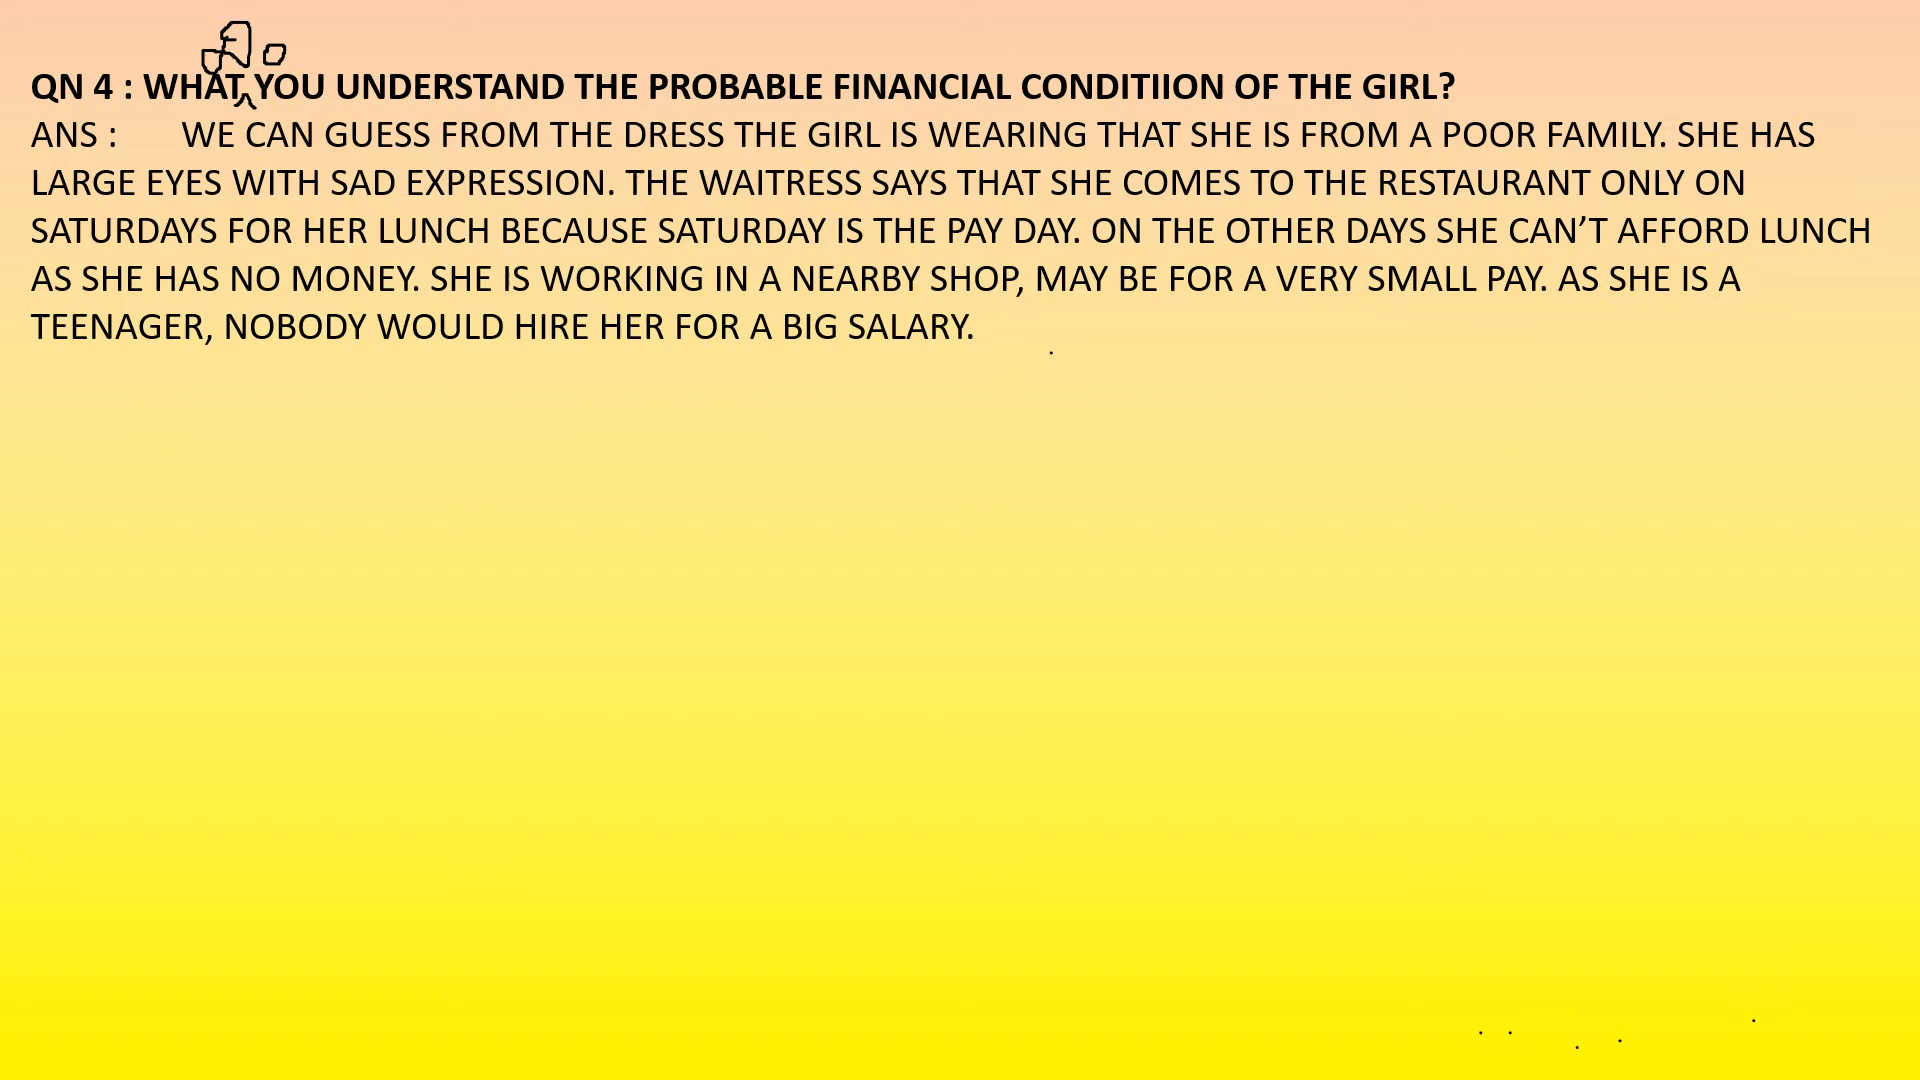 QN 4 : WHAT YOU UNDERSTAND THE PROBABLE FINANCIAL CONDITIION OF THE GIRL?
ANS : WE CAN GUESS FROM THE DRESS THE GIRL IS WEARING THAT SHE IS FROM A POOR FAMILY. SHE HAS
LARGE EYES WITH SAD EXPRESSION. THE WAITRESS SAYS THAT SHE COMES TO THE RESTAURANT ONLY ON
SATURDAYS FOR HER LUNCH BECAUSE SATURDAY IS THE PAY DAY. ON THE OTHER DAYS SHE CAN’T AFFORD LUNCH
AS SHE HAS NO MONEY. SHE IS WORKING IN A NEARBY SHOP, MAY BE FOR A VERY SMALL PAY. AS SHE IS A
TEENAGER, NOBODY WOULD HIRE HER FOR A BIG SALARY.